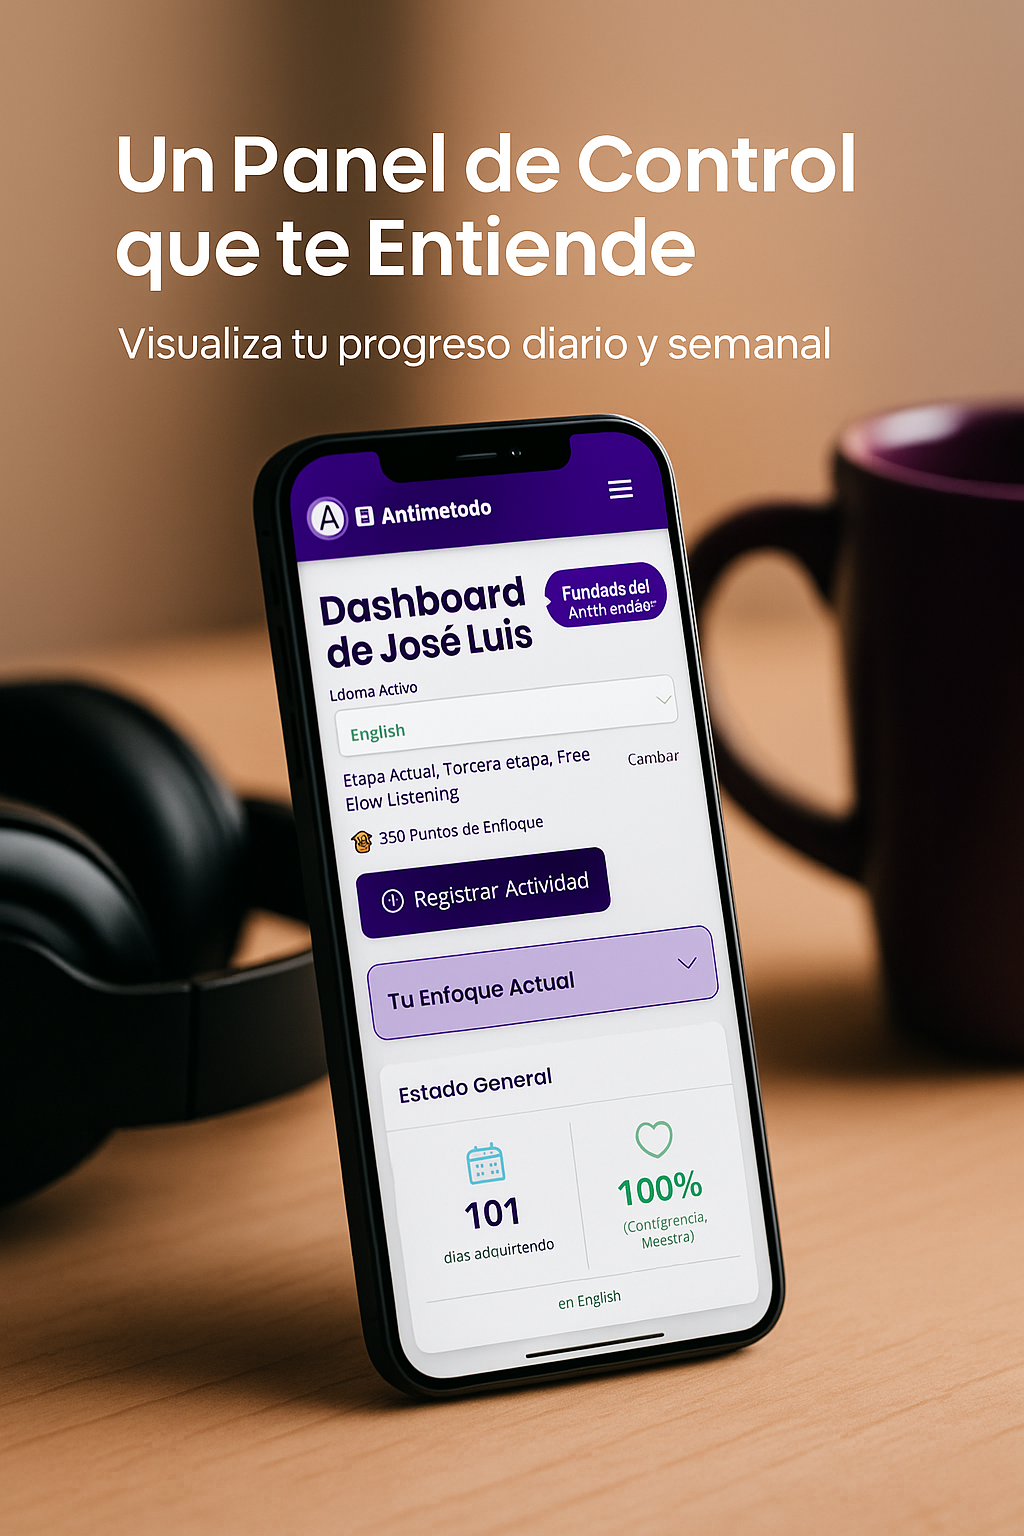 Un Panel de Control
que te Entiende
Visualiza tu progreso diario y semanal
A El Antimetodo
Dashboard
de José Luis
Fundads del
Antth
Ldoma Activo
English
Etapa Actual, Torcera etapa, Free
Elow Listening
Cambar
350 Puntos de Enfloque
Registrar Actividad
Tu Enfoque Actual
Estado General
101
dias adquirtendo
100%
(Contfgrencia,
Meestra)
en English